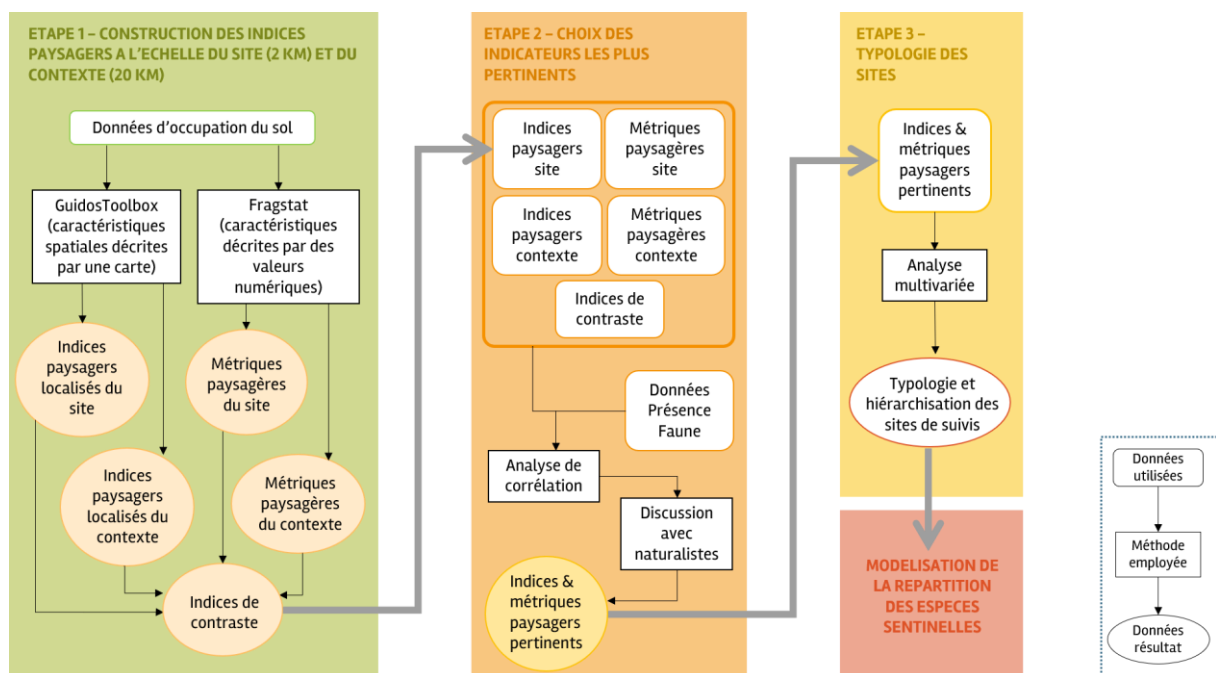 ETAPE 1 – CONSTRUCTION DES INDICES
PAYSAGERS A L'ECHELLE DU SITE (2 KM) ET DU
CONTEXTE (20 KM)
Données d'occupation du sol
GuidosToolbox
(caractéristiques
spatiales décrites
par une carte)
Fragstat
(caractéristiques
décrites par des
valeurs
numériques)
Indices
paysagers
localisés du
site
Métriques
paysagères
du site
Indices
paysagers
localisés du
contexte
Métriques
paysagères
du contexte
Indices de
contraste
ETAPE 2 – CHOIX DES
INDICATEURS LES PLUS
PERTINENTS
Indices
paysagers
site
Métriques
paysagères
site
Indices
paysagers
contexte
Métriques
paysagères
contexte
Indices de
contraste
Données
Présence
Faune
Analyse de
corrélation
Discussion
avec
naturalistes
Indices &
métriques
paysagers
pertinents
ETAPE 3 –
TYPOLOGIE DES
SITES
Indices &
métriques
paysagers
pertinents
Analyse
multivariée
Typologie et
hiérarchisation des
sites de suivis
MODELISATION DE
LA REPARTITION
DES ESPECES
SENTINELLES
Données
utilisées
Méthode
employée
Données
résultat